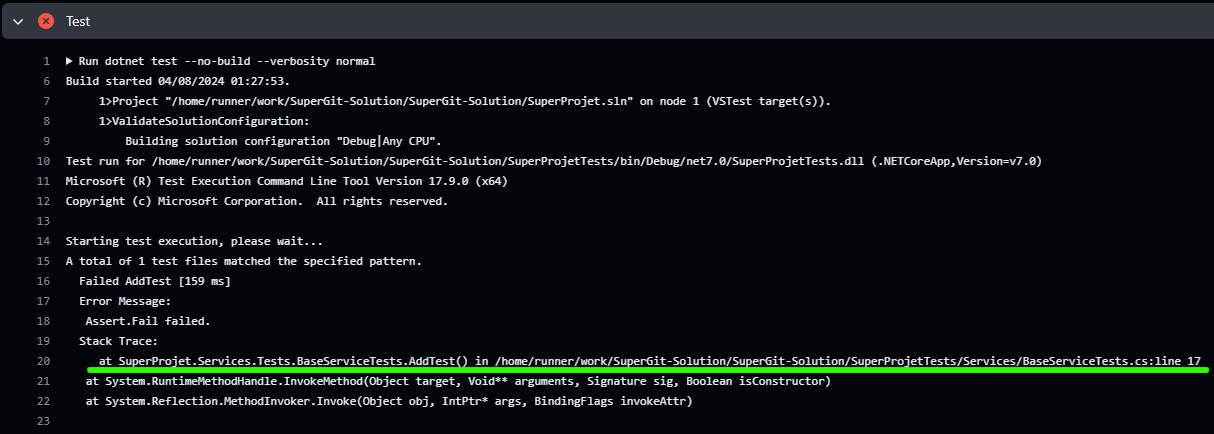 Test
1 Run dotnet test --no-build --verbosity normal
6 Build started 04/08/2024 01:27:53.
7 1>Project "/home/runner/work/SuperGit-Solution/SuperGit-Solution/SuperProjet.sln" on node 1 (VSTest target(s)).
8 1>ValidateSolutionConfiguration:
9 Building solution configuration "Debug|Any CPU".
10 Test run for /home/runner/work/SuperGit-Solution/SuperGit-Solution/SuperProjetTests/bin/Debug/net7.0/SuperProjetTests.dll (.NETCoreApp,Version=v7.0)
11 Microsoft (R) Test Execution Command Line Tool Version 17.9.0 (x64)
12 Copyright (c) Microsoft Corporation.  All rights reserved.
13
14 Starting test execution, please wait...
15 A total of 1 test files matched the specified pattern.
16 Failed AddTest [159 ms]
17 Error Message:
18 Assert.Fail failed.
19 Stack Trace:
20 at SuperProjet.Services.Tests.BaseServiceTests.AddTest() in /home/runner/work/SuperGit-Solution/SuperGit-Solution/SuperProjetTests/Services/BaseServiceTests.cs:line 17
21 at System.RuntimeMethodHandle.InvokeMethod(Object target, Void** arguments, Signature sig, Boolean isConstructor)
22 at System.Reflection.MethodInvoker.Invoke(Object obj, IntPtr* args, BindingFlags invokeAttr)
23